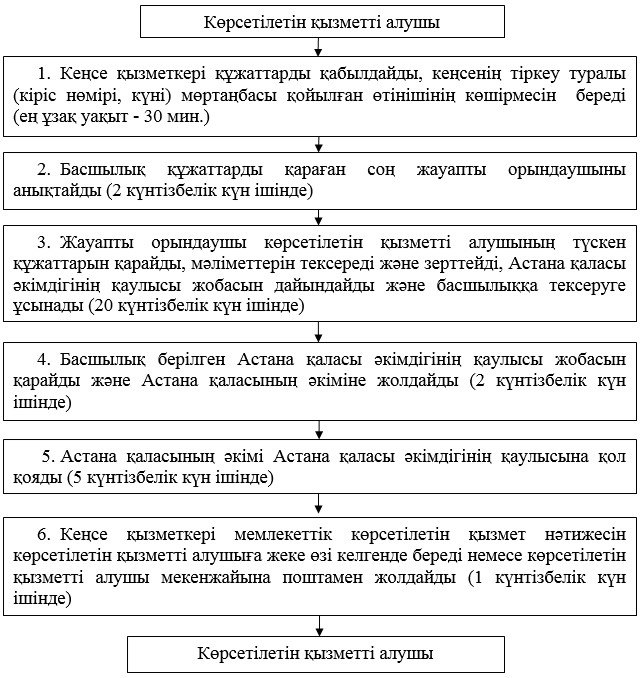 Көрсетілетін қызметті алушы
1. Кеңсе қызметкері құжаттарды қабылдайды, кеңсенің тіркеу туралы
(кіріс нөмірі, күні) мөртаңбасы қойылған өтінішінің көшірмесін береді
(ең ұзақ уақыт - 30 мин.)
2. Басшылық құжаттарды қараған соң жауапты орындаушыны
анықтайды (2 күнтізбелік күн ішінде)
3. Жауапты орындаушы көрсетілетін қызметті алушының түскен
құжаттарын қарайды, мәліметтерін тексереді және зерттейді, Астана қаласы
әкімдігінің қаулысы жобасын дайындайды және басшылыққа тексеруге
ұсынады (20 күнтізбелік күн ішінде)
4. Басшылық берілген Астана қаласы әкімдігінің қаулысы жобасын
қарайды және Астана қаласының әкіміне жолдайды (2 күнтізбелік күн
ішінде)
5. Астана қаласының әкімі Астана қаласы әкімдігінің қаулысына қол
қояды (5 күнтізбелік күн ішінде)
6. Кеңсе қызметкері мемлекеттік көрсетілетін қызмет нәтижесін
көрсетілетін қызметті алушыға жеке өзі келгенде береді немесе көрсетілетін
қызметті алушы мекенжайына поштамен жолдайды (1 күнтізбелік күн
ішінде)
Көрсетілетін қызметті алушы